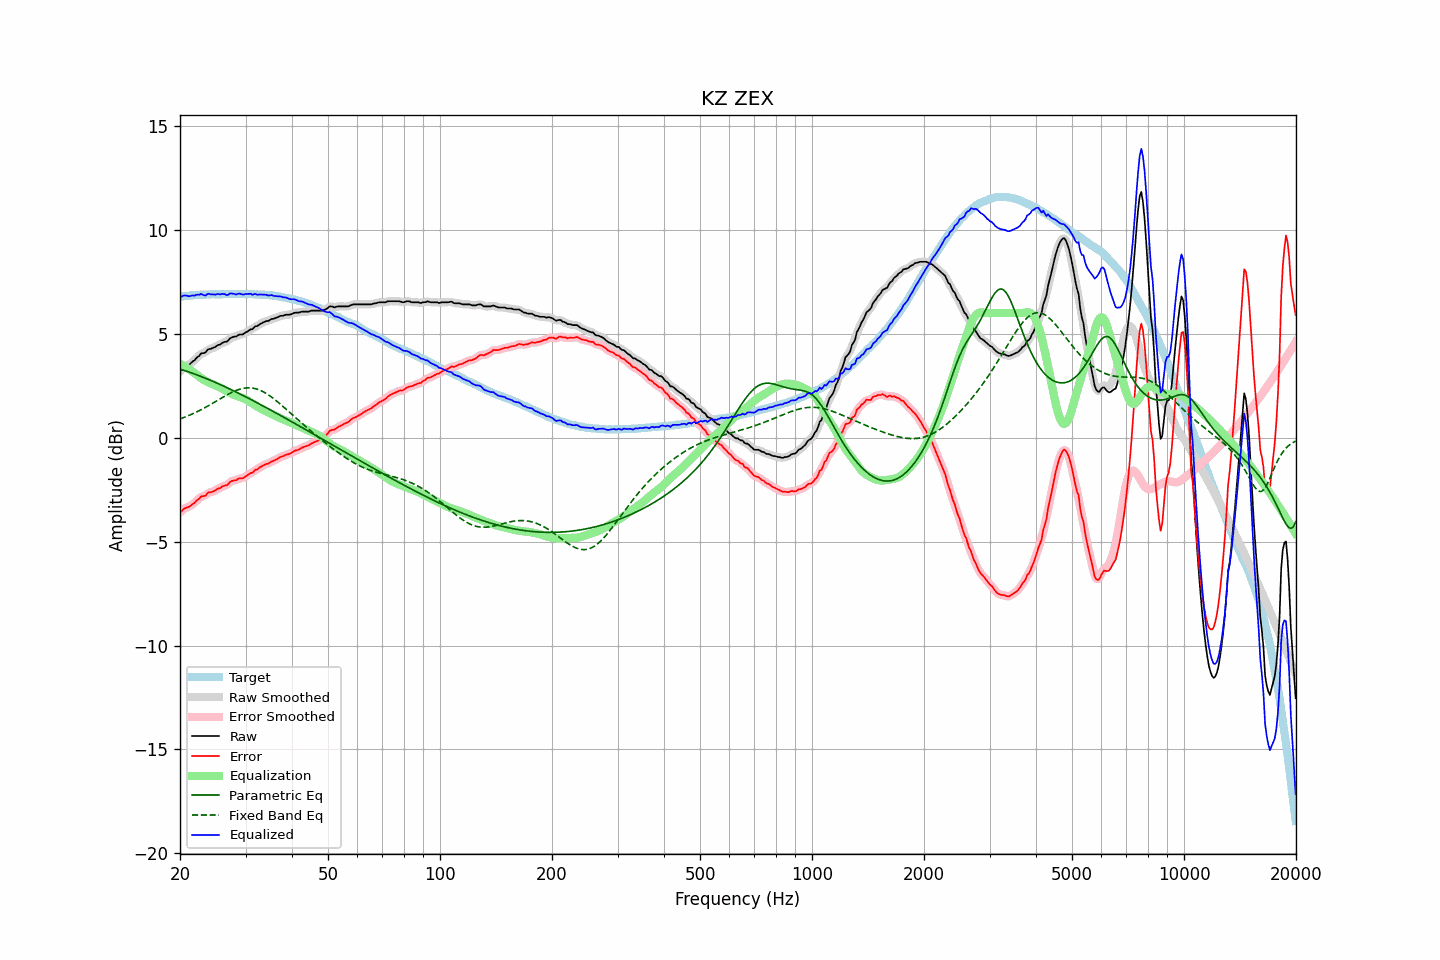 KZ ZEX
15
10
5
0
−5
−10
−15
−20
Amplitude (dBr)
Target
Raw Smoothed
Error Smoothed
Raw
Error
Equalization
Parametric Eq
Fixed Band Eq
Equalized
20 50 100 200 500 1000 2000 5000 10000 20000
Frequency (Hz)